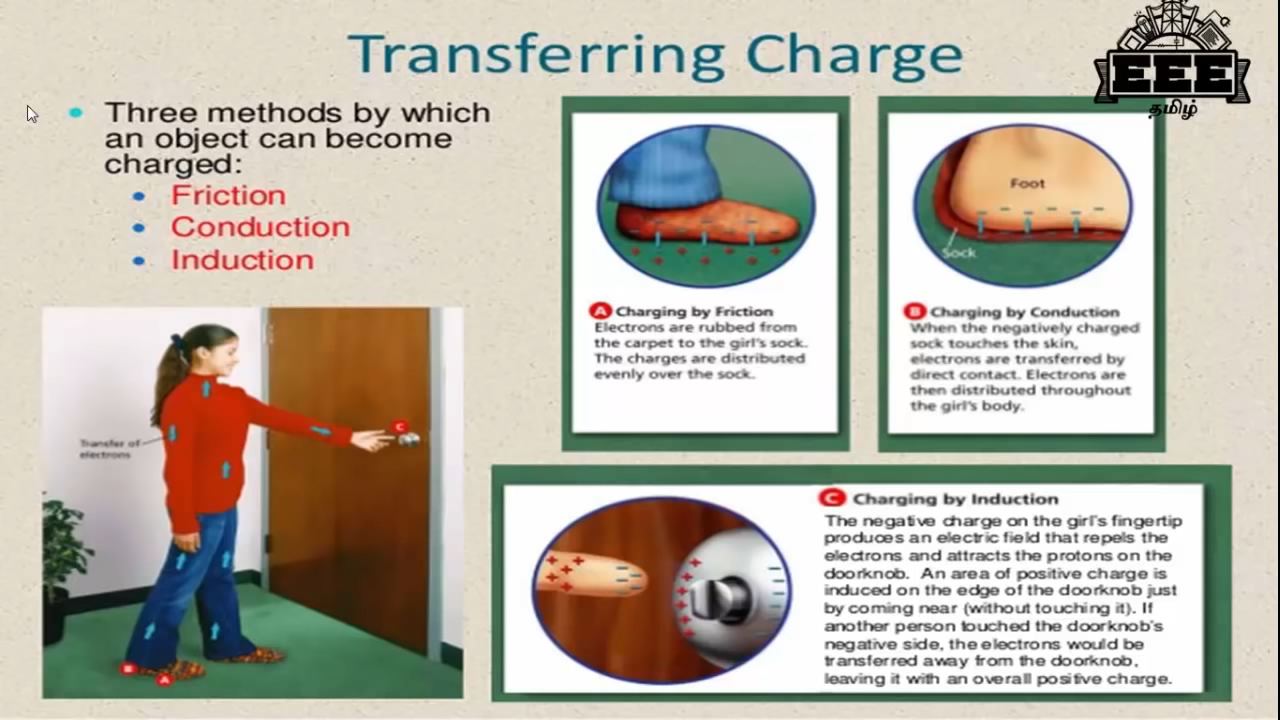 Transferring Charge
EEE
தமிழ்
Three methods by which
an object can become
charged:
Friction
Conduction
Induction
Transfer of
electrons
C
B
A
A Charging by Friction
Electrons are rubbed from
the carpet to the girl's sock.
The charges are distributed
evenly over the sock.
Foot
Sock
B Charging by Conduction
When the negatively charged
sock touches the skin,
electrons are transferred by
direct contact. Electrons are
then distributed throughout
the girl's body.
C Charging by Induction
The negative charge on the girl's fingertip
produces an electric field that repels the
electrons and attracts the protons on the
doorknob. An area of positive charge is
induced on the edge of the doorknob just
by coming near (without touching it). If
another person touched the doorknob's
negative side, the electrons would be
transferred away from the doorknob,
leaving it with an overall positive charge.